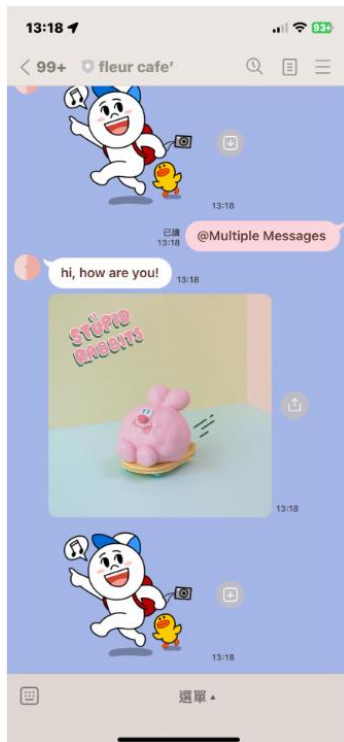 13:18
93
99+ fleur cafe'
13:18
已讀
13:18
@Multiple Messages
hi, how are you!
13:18
STUPID
RABBITS
13:18
13:18
選單